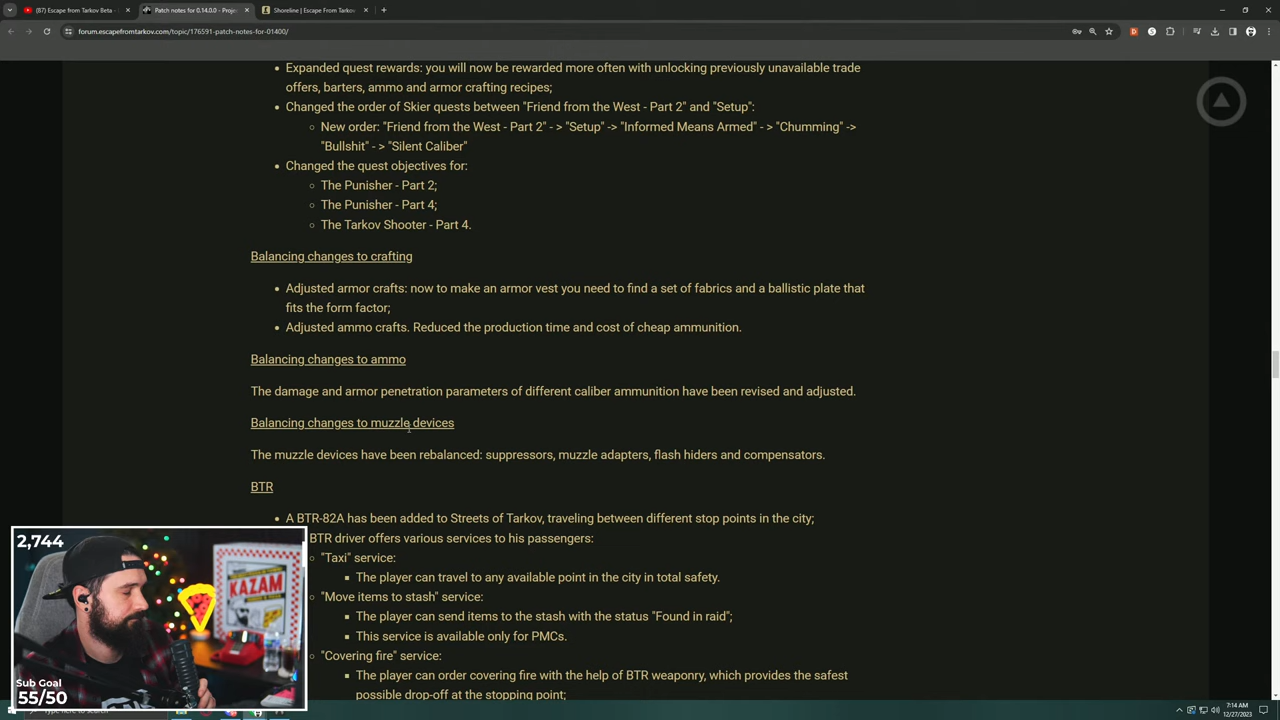 (87) Escape from Tarkov Beta -
Patch notes for 0.14.0.0 - Proje
Shoreline | Escape From Tarkov
forum.escapefromtarkov.com/topic/176591-patch-notes-for-01400/
Expanded quest rewards: you will now be rewarded more often with unlocking previously unavailable trade
offers, barters, ammo and armor crafting recipes;
Changed the order of Skier quests between "Friend from the West - Part 2" and "Setup":
New order: "Friend from the West - Part 2" - > "Setup" -> "Informed Means Armed" - > "Chumming" ->
"Bullshit" - > "Silent Caliber"
Changed the quest objectives for:
The Punisher - Part 2;
The Punisher - Part 4;
The Tarkov Shooter - Part 4.
Balancing changes to crafting
Adjusted armor crafts: now to make an armor vest you need to find a set of fabrics and a ballistic plate that
fits the form factor;
Adjusted ammo crafts. Reduced the production time and cost of cheap ammunition.
Balancing changes to ammo
The damage and armor penetration parameters of different caliber ammunition have been revised and adjusted.
Balancing changes to muzzle devices
The muzzle devices have been rebalanced: suppressors, muzzle adapters, flash hiders and compensators.
BTR
A BTR-82A has been added to Streets of Tarkov, traveling between different stop points in the city;
BTR driver offers various services to his passengers:
"Taxi" service:
The player can travel to any available point in the city in total safety.
"Move items to stash" service:
The player can send items to the stash with the status "Found in raid";
This service is available only for PMCs.
"Covering fire" service:
The player can order covering fire with the help of BTR weaponry, which provides the safest
possible drop-off at the stopping point;
2,744
KAZAM
Sub Goal
55/50
7:14 AM
12/27/2023